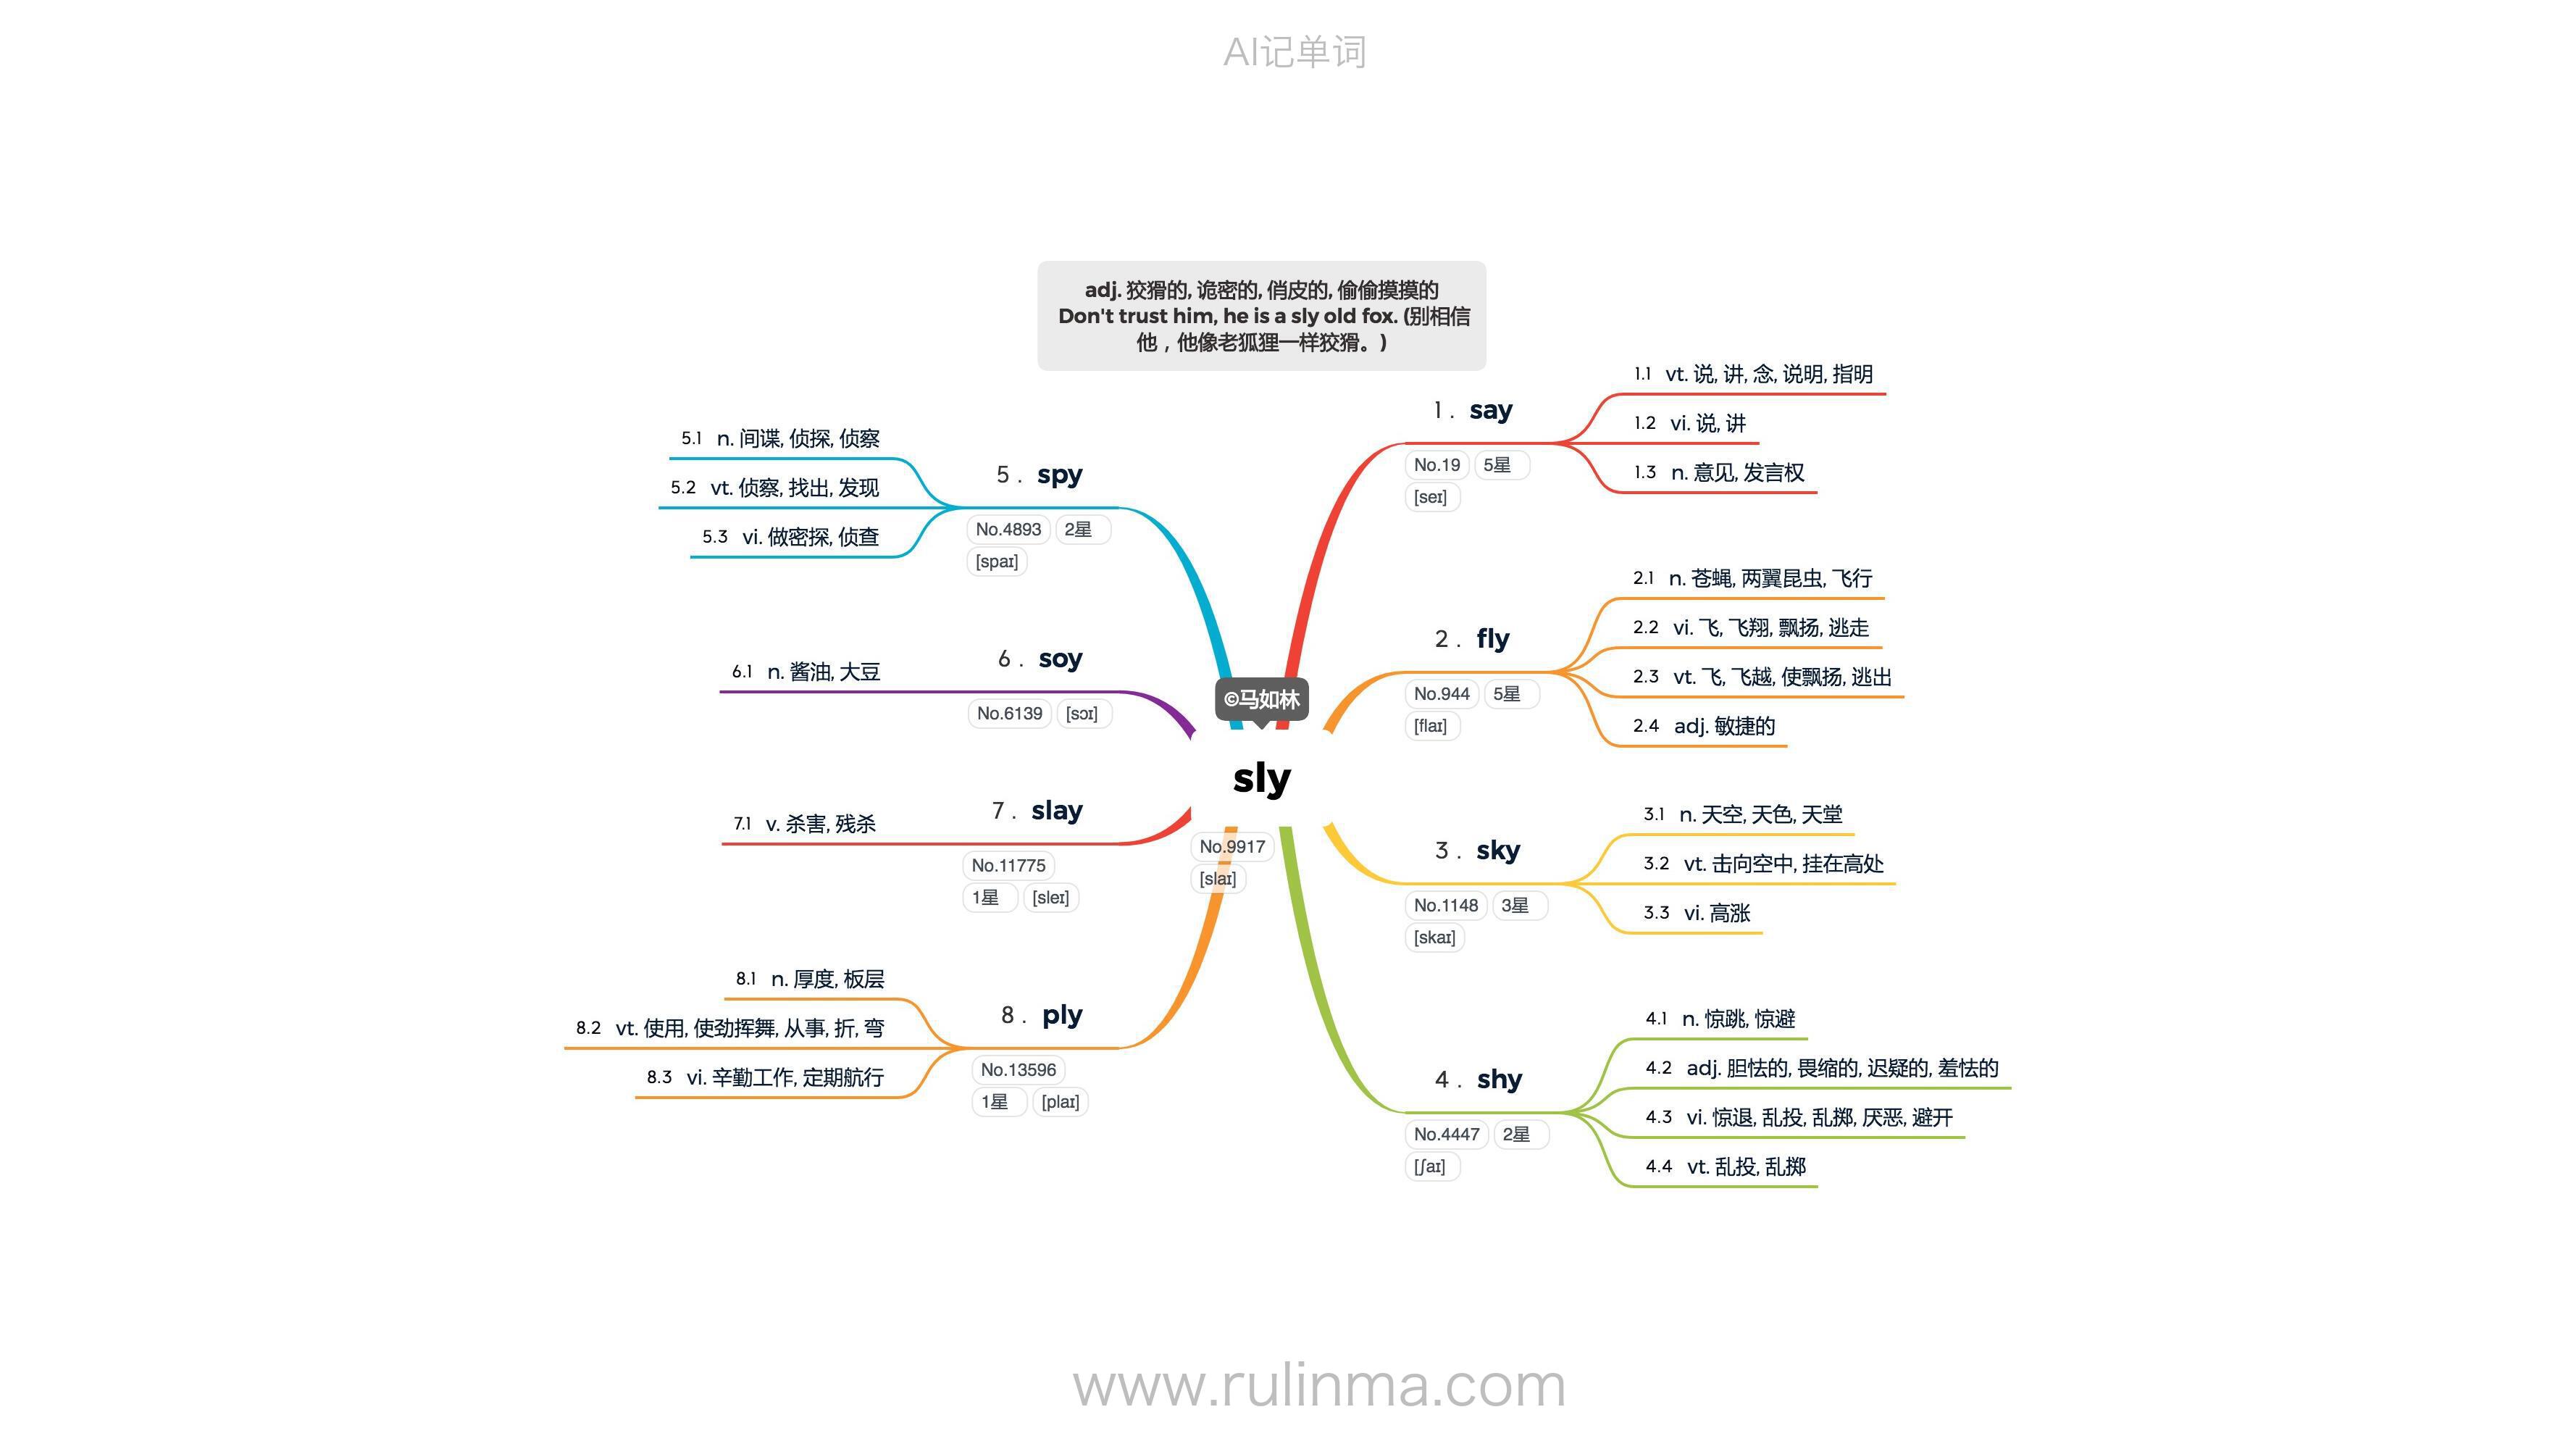 AI记单词
adj. 狡猾的, 诡密的, 俏皮的, 偷偷摸摸的
Don't trust him, he is a sly old fox. (别相信
他，他像老狐狸一样狡猾。)
©马如林
sly
No.9917
[slaɪ]
1 . say
No.19 5星
[seɪ]
1.1 vt. 说, 讲, 念, 说明, 指明
1.2 vi. 说, 讲
1.3 n. 意见, 发言权
2 . fly
No.944 5星
[flaɪ]
2.1 n. 苍蝇, 两翼昆虫, 飞行
2.2 vi. 飞, 飞翔, 飘扬, 逃走
2.3 vt. 飞, 飞越, 使飘扬, 逃出
2.4 adj. 敏捷的
3 . sky
No.1148 3星
[skaɪ]
3.1 n. 天空, 天色, 天堂
3.2 vt. 击向空中, 挂在高处
3.3 vi. 高涨
4 . shy
No.4447 2星
[ʃaɪ]
4.1 n. 惊跳, 惊避
4.2 adj. 胆怯的, 畏缩的, 迟疑的, 羞怯的
4.3 vi. 惊退, 乱投, 乱掷, 厌恶, 避开
4.4 vt. 乱投, 乱掷
5 . spy
No.4893 2星
[spaɪ]
5.1 n. 间谍, 侦探, 侦察
5.2 vt. 侦察, 找出, 发现
5.3 vi. 做密探, 侦查
6 . soy
No.6139 [sɔɪ]
6.1 n. 酱油, 大豆
7 . slay
No.11775
1星 [sleɪ]
7.1 v. 杀害, 残杀
8 . ply
No.13596
1星 [plaɪ]
8.1 n. 厚度, 板层
8.2 vt. 使用, 使劲挥舞, 从事, 折, 弯
8.3 vi. 辛勤工作, 定期航行
www.rulinma.com